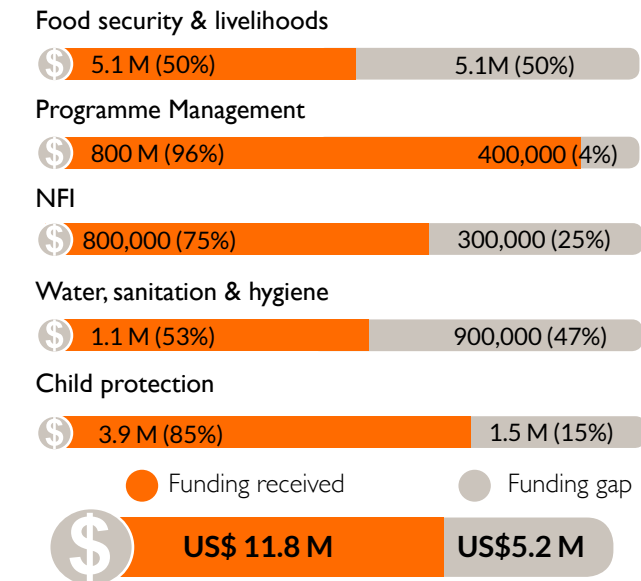 Food security & livelihoods
$ 5.1 M (50%) 5.1M (50%)
Programme Management
$ 800 M (96%) 400,000 (4%)
NFI
$ 800,000 (75%) 300,000 (25%)
Water, sanitation & hygiene
$ 1.1 M (53%) 900,000 (47%)
Child protection
$ 3.9 M (85%) 1.5 M (15%)
Funding received Funding gap
$ US$ 11.8 M US$5.2 M